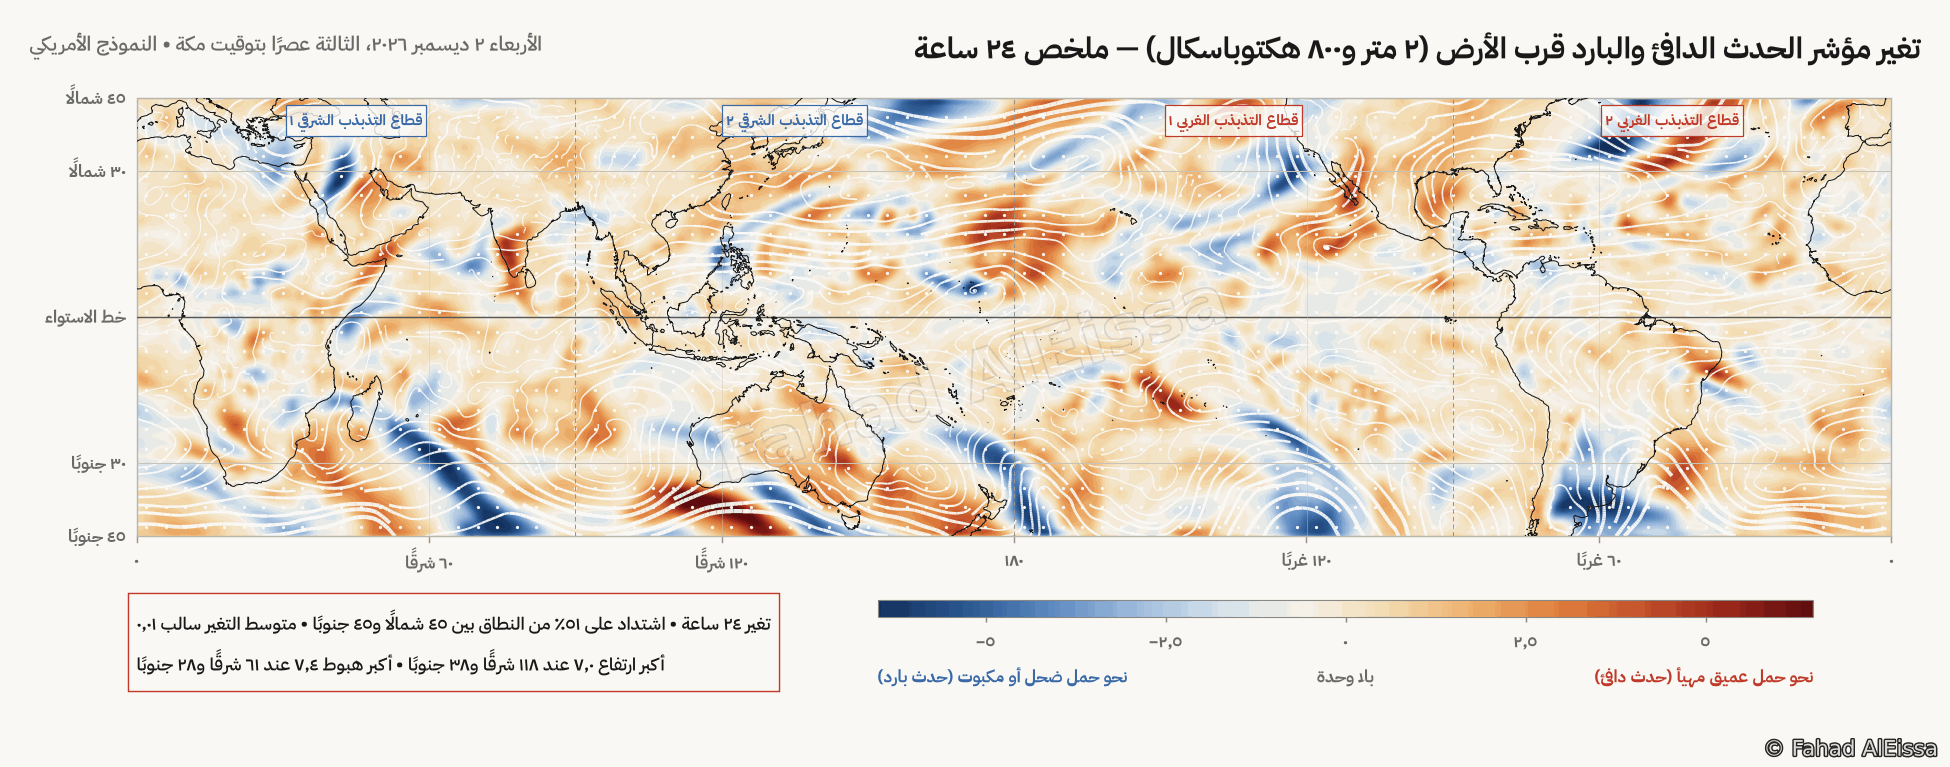 تغير مؤشر الحدث الدافئ والبارد قرب الأرض (٢ متر و٨٠٠ هكتوباسكال) — ملخص ٢٤ ساعة
الأربعاء ٢ ديسمبر ٢٠٢٦، الثالثة عصرًا بتوقيت مكة • النموذج الأمريكي
قطاع التذبذب الشرقي ١
قطاع التذبذب الشرقي ٢
قطاع التذبذب الغربي ١
قطاع التذبذب الغربي ٢
٤٥ شمالًا
٣٠ شمالًا
خط الاستواء
٣٠ جنوبًا
٤٥ جنوبًا
٠
٦٠ شرقًا
١٢٠ شرقًا
١٨٠
١٢٠ غربًا
٦٠ غربًا
٠
Fahad AlEissa
تغير ٢٤ ساعة • اشتداد على ٥١٪ من النطاق بين ٤٥ شمالًا و٤٥ جنوبًا • متوسط التغير سالب ٠,٠١
أكبر ارتفاع ٧,٠ عند ١١٨ شرقًا و٣٨ جنوبًا • أكبر هبوط ٧,٤ عند ٦١ شرقًا و٢٨ جنوبًا
−٥
−٢,٥
٠
٢,٥
٥
نحو حمل ضحل أو مكبوت (حدث بارد)
بلا وحدة
نحو حمل عميق مهيأ (حدث دافئ)
© Fahad AlEissa